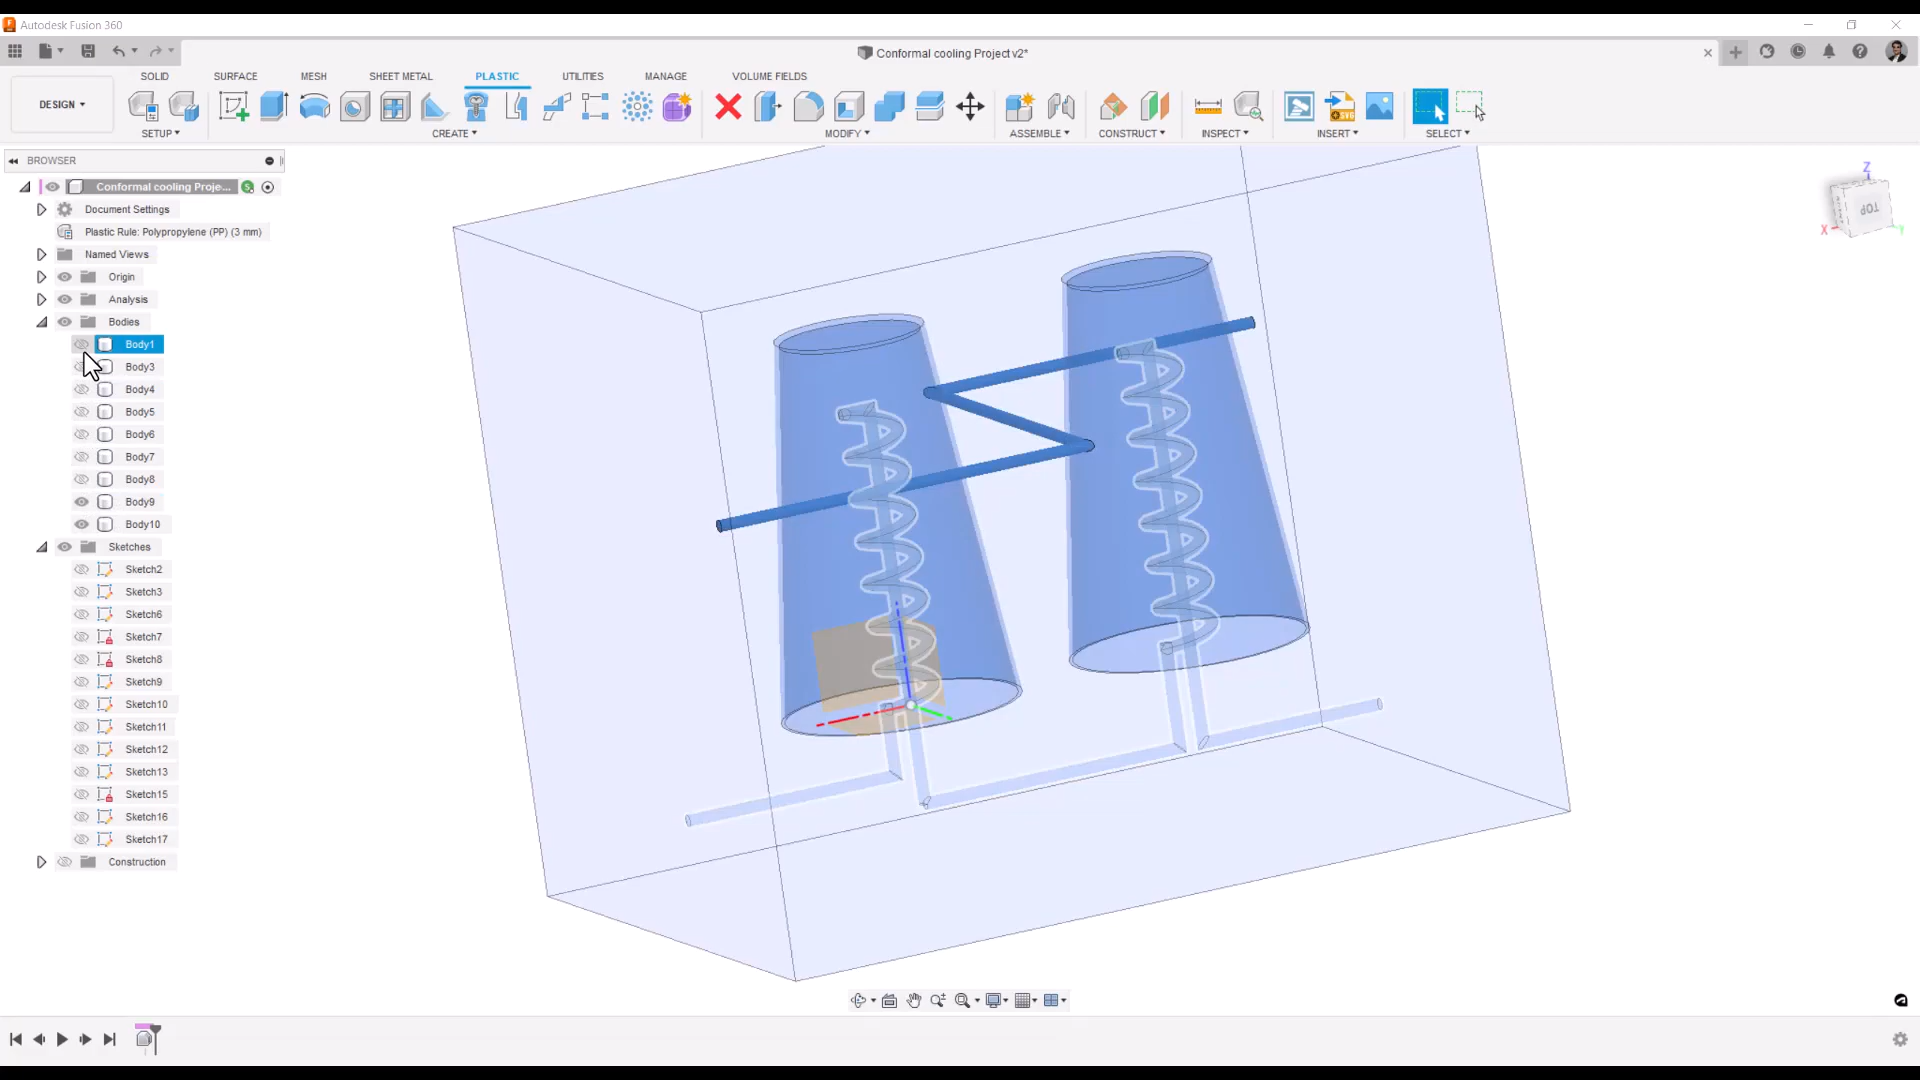 Autodesk Fusion 360
Conformal cooling Project v2*
DESIGN
SOLID SURFACE MESH SHEET METAL PLASTIC UTILITIES MANAGE VOLUME FIELDS
SETUP CREATE MODIFY ASSEMBLE CONSTRUCT INSPECT INSERT SELECT
BROWSER
Conformal cooling Proje... S
Document Settings
Plastic Rule: Polypropylene (PP) (3 mm)
Named Views
Origin
Analysis
Bodies
Body1
Body3
Body4
Body5
Body6
Body7
Body8
Body9
Body10
Sketches
Sketch2
Sketch3
Sketch6
Sketch7
Sketch8
Sketch9
Sketch10
Sketch11
Sketch12
Sketch13
Sketch15
Sketch16
Sketch17
Construction
Z
TOP
X Y